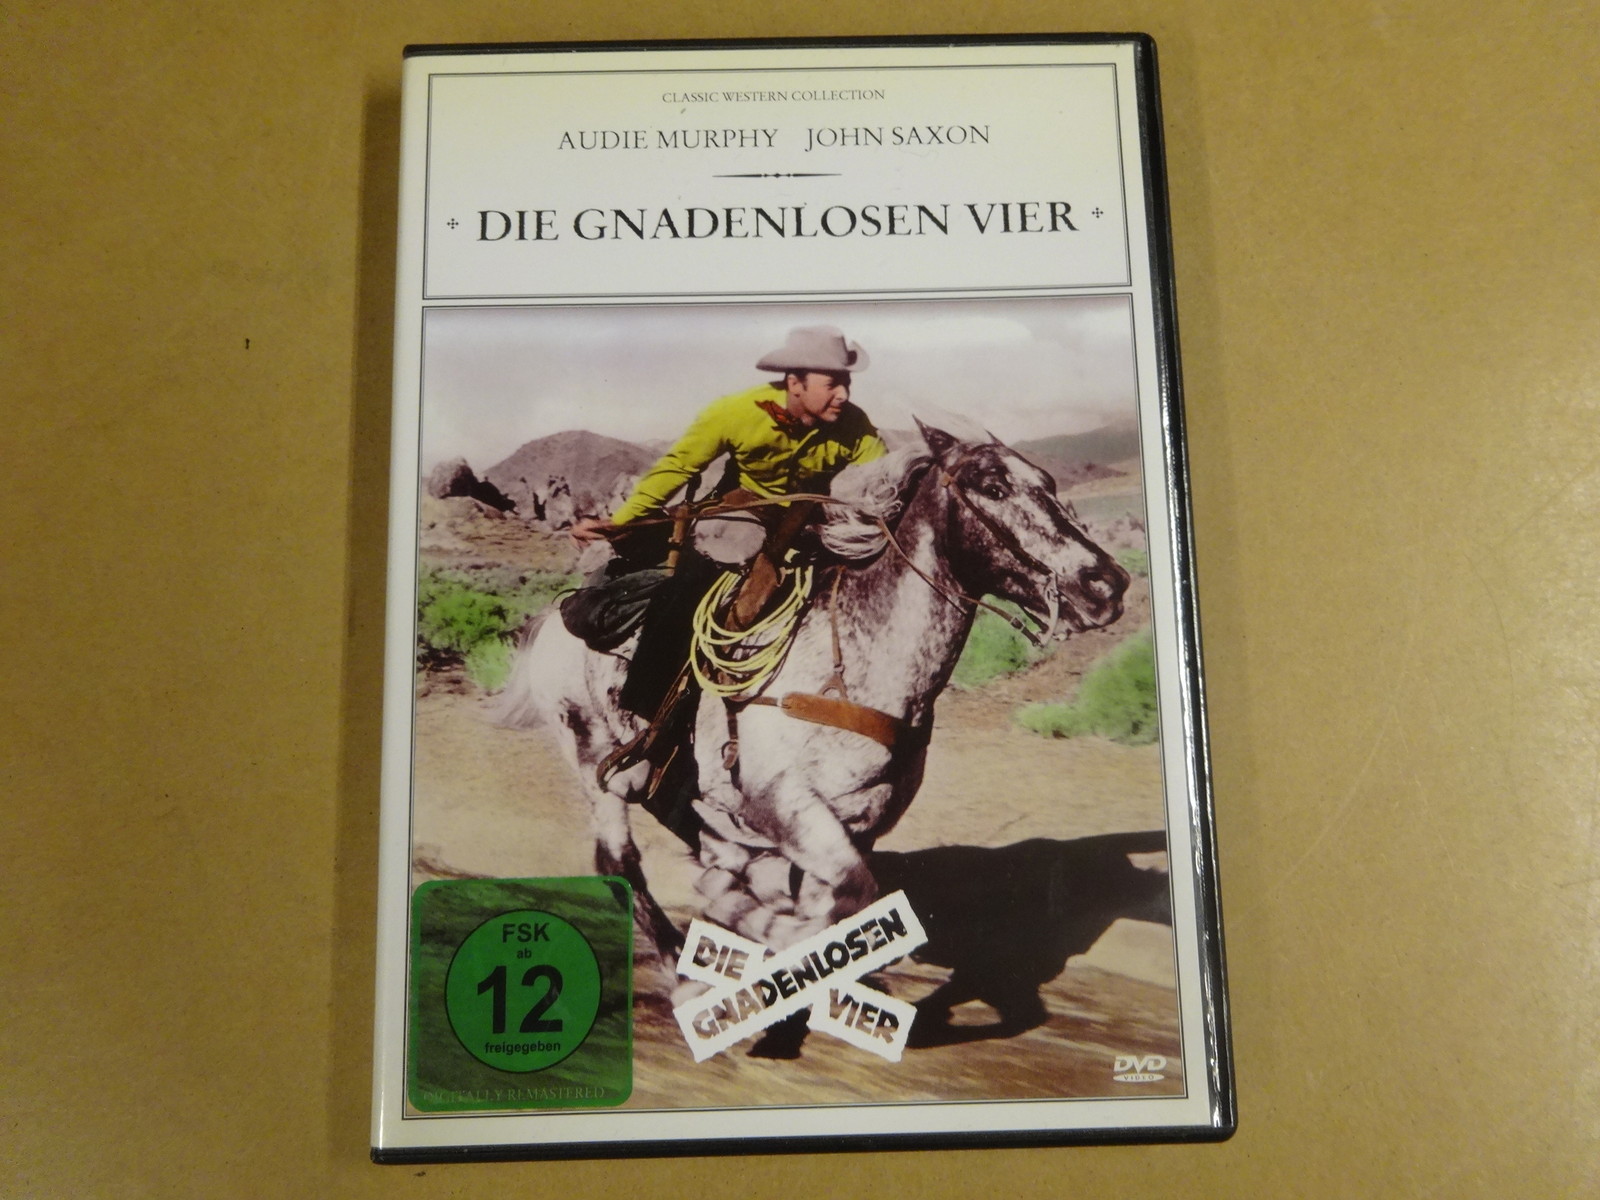 CLASSIC WESTERN COLLECTION
AUDIE MURPHY JOHN SAXON
DIE GNADENLOSEN VIER
DIE
GNADENLOSEN
VIER
FSK
ab
12
freigegeben
DIGITALLY REMASTERED
DVD
VIDEO